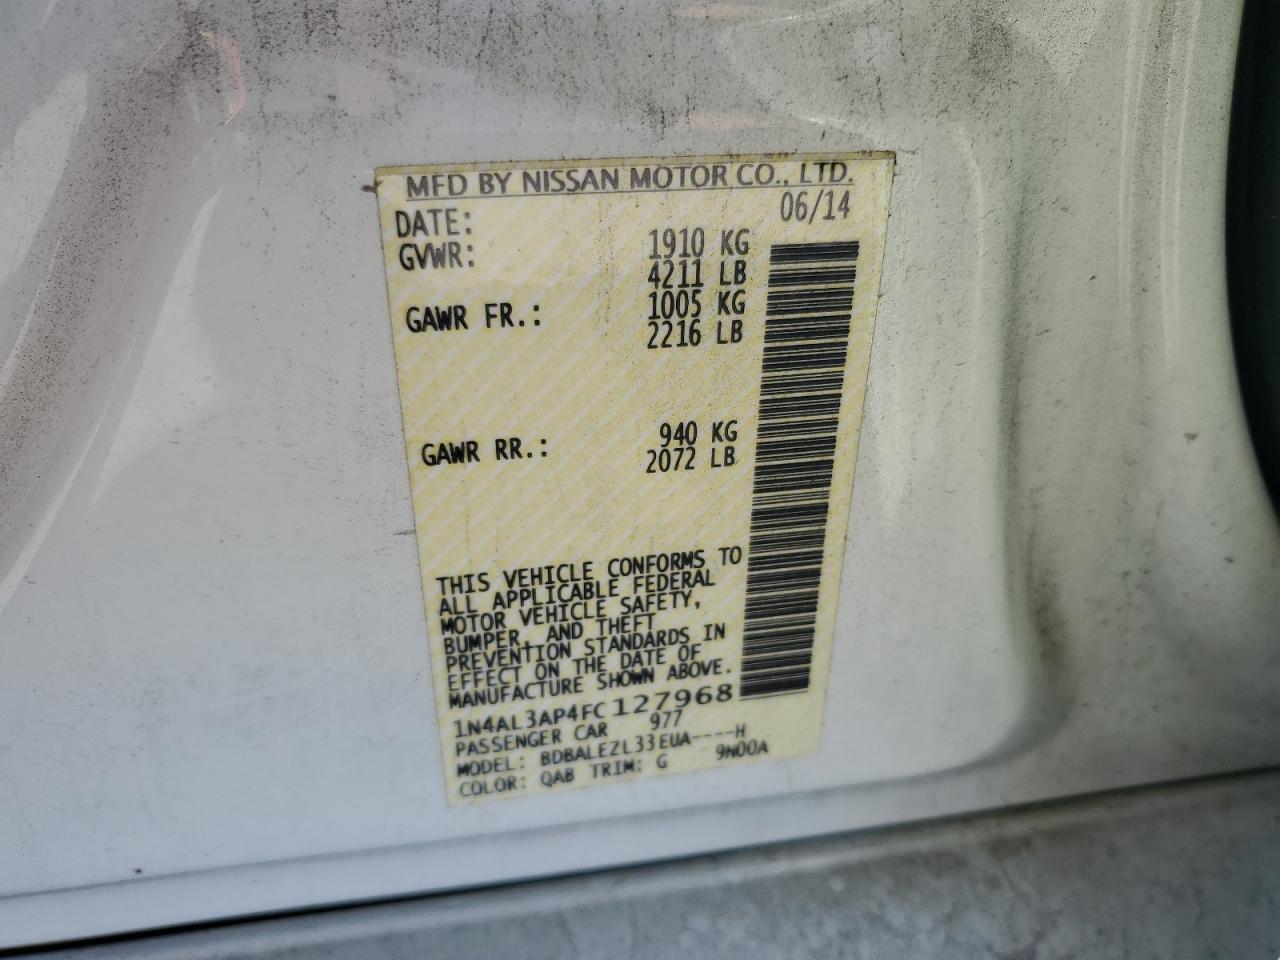 MFD BY NISSAN MOTOR CO., LTD.
DATE: 06/14
GVWR: 1910 KG
4211 LB
GAWR FR.: 1005 KG
2216 LB
GAWR RR.: 940 KG
2072 LB
THIS VEHICLE CONFORMS TO
ALL APPLICABLE FEDERAL
MOTOR VEHICLE SAFETY,
BUMPER, AND THEFT
PREVENTION STANDARDS IN
EFFECT ON THE DATE OF
MANUFACTURE SHOWN ABOVE.
1N4AL3AP4FC127968
PASSENGER CAR 977
MODEL: BDBALEZL33EUA----H
COLOR: QAB TRIM: G 9N00A